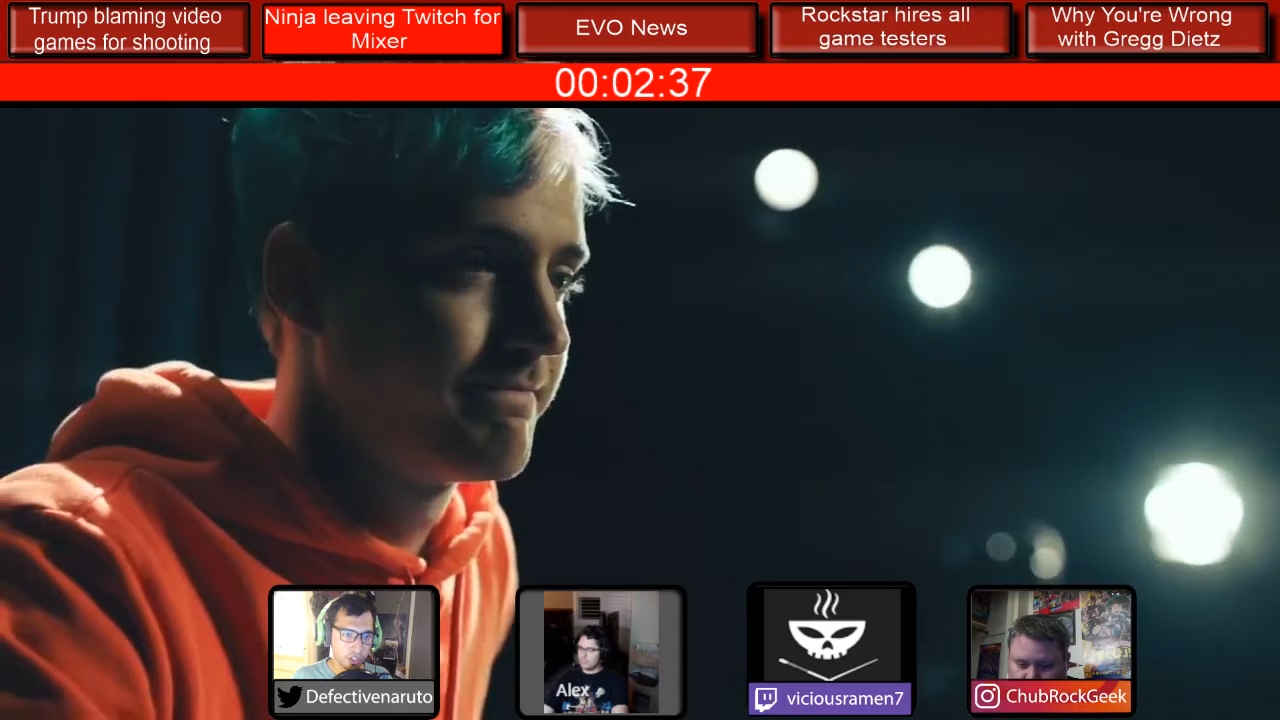 Trump blaming video
games for shooting
Ninja leaving Twitch for
Mixer
EVO News
Rockstar hires all
game testers
Why You're Wrong
with Gregg Dietz
00:02:37
Defectivenaruto
Alex
viciousramen7
ChubRockGeek